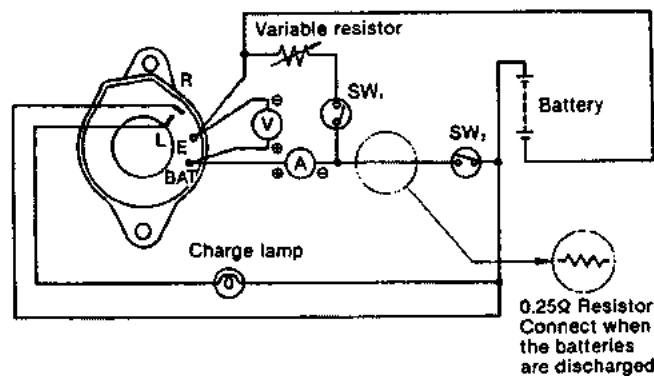 Variable resistor
R
SW₁
⊖
V
Battery
L
E
SW₂
BAT
⊕
⊕
A
⊖
Charge lamp
0.25Ω Resistor
Connect when
the batteries
are discharged